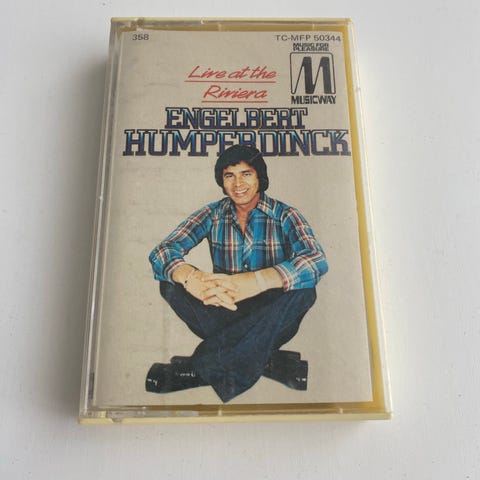 358
TC-MFP 50344
MUSIC FOR
PLEASURE
MUSICWAY
Live at the
Riviera
ENGELBERT
HUMPERDINCK